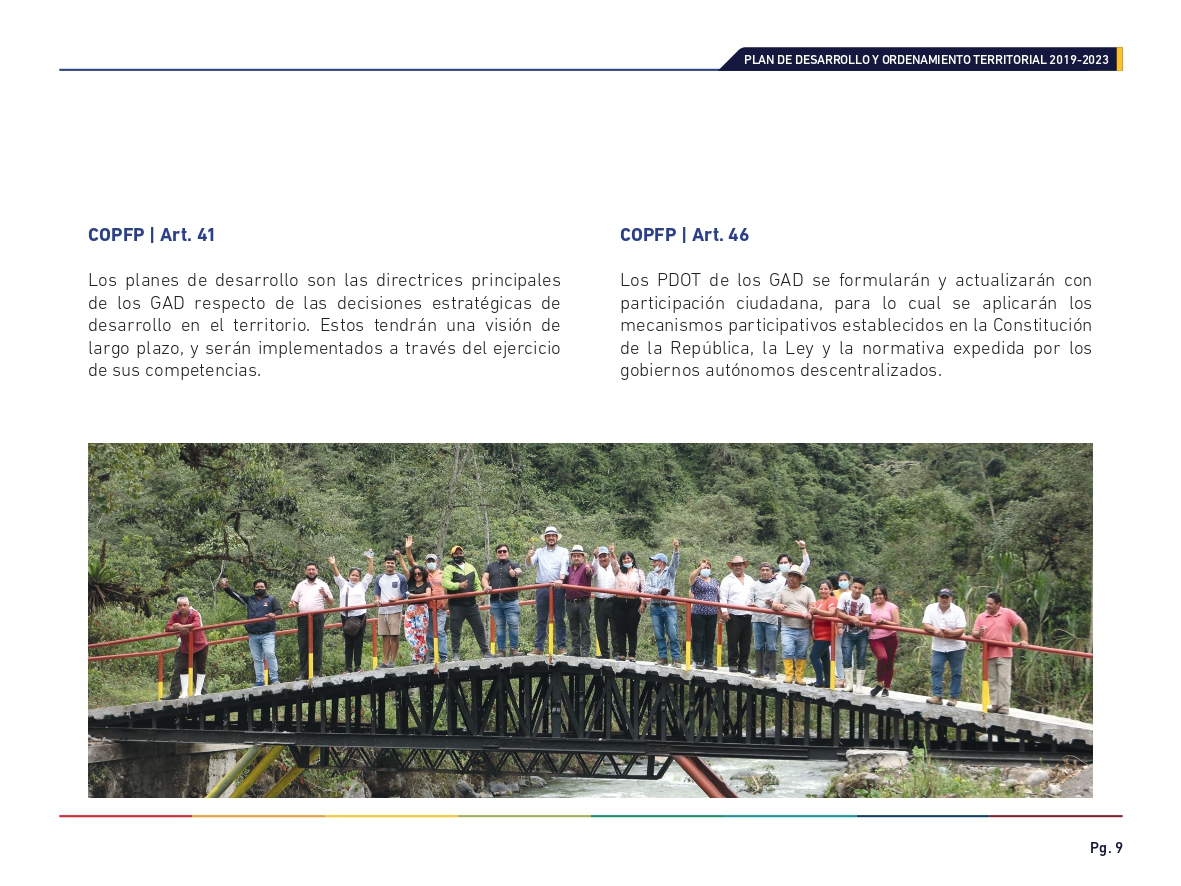 PLAN DE DESARROLLO Y ORDENAMIENTO TERRITORIAL 2019-2023
COPFP | Art. 41
Los planes de desarrollo son las directrices principales
de los GAD respecto de las decisiones estratégicas de
desarrollo en el territorio. Estos tendrán una visión de
largo plazo, y serán implementados a través del ejercicio
de sus competencias.
COPFP | Art. 46
Los PDOT de los GAD se formularán y actualizarán con
participación ciudadana, para lo cual se aplicarán los
mecanismos participativos establecidos en la Constitución
de la República, la Ley y la normativa expedida por los
gobiernos autónomos descentralizados.
Pg. 9